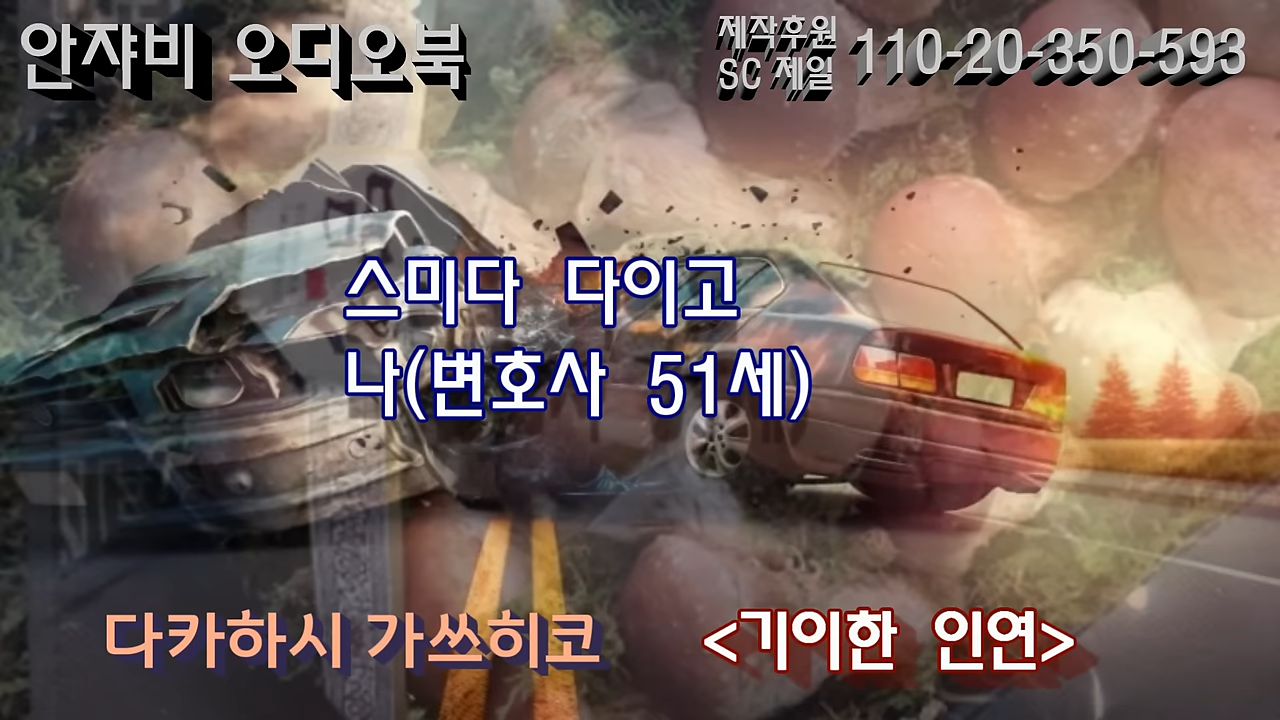 안쟈비 오디오북
제작후원
SC 제일
110-20-350-593
스미다 다이고
나(변호사 51세)
다카하시 가쓰히코
<기이한 인연>